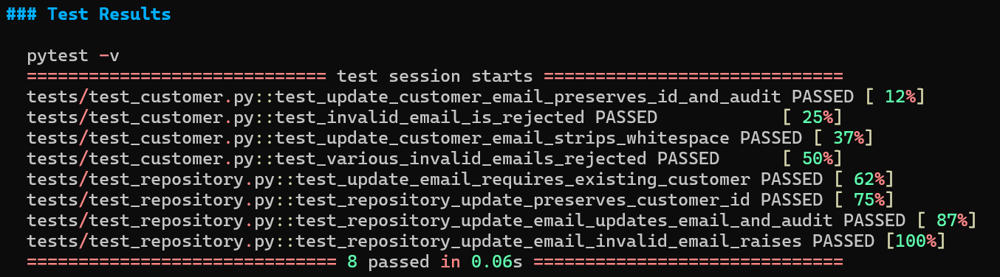 ### Test Results
pytest -v
============================= test session starts =============================
tests/test_customer.py::test_update_customer_email_preserves_id_and_audit PASSED [ 12%]
tests/test_customer.py::test_invalid_email_is_rejected PASSED            [ 25%]
tests/test_customer.py::test_update_customer_email_strips_whitespace PASSED [ 37%]
tests/test_customer.py::test_various_invalid_emails_rejected PASSED      [ 50%]
tests/test_repository.py::test_update_email_requires_existing_customer PASSED [ 62%]
tests/test_repository.py::test_repository_update_preserves_customer_id PASSED [ 75%]
tests/test_repository.py::test_repository_update_email_updates_email_and_audit PASSED [ 87%]
tests/test_repository.py::test_repository_update_email_invalid_email_raises PASSED [100%]
============================== 8 passed in 0.06s ==============================